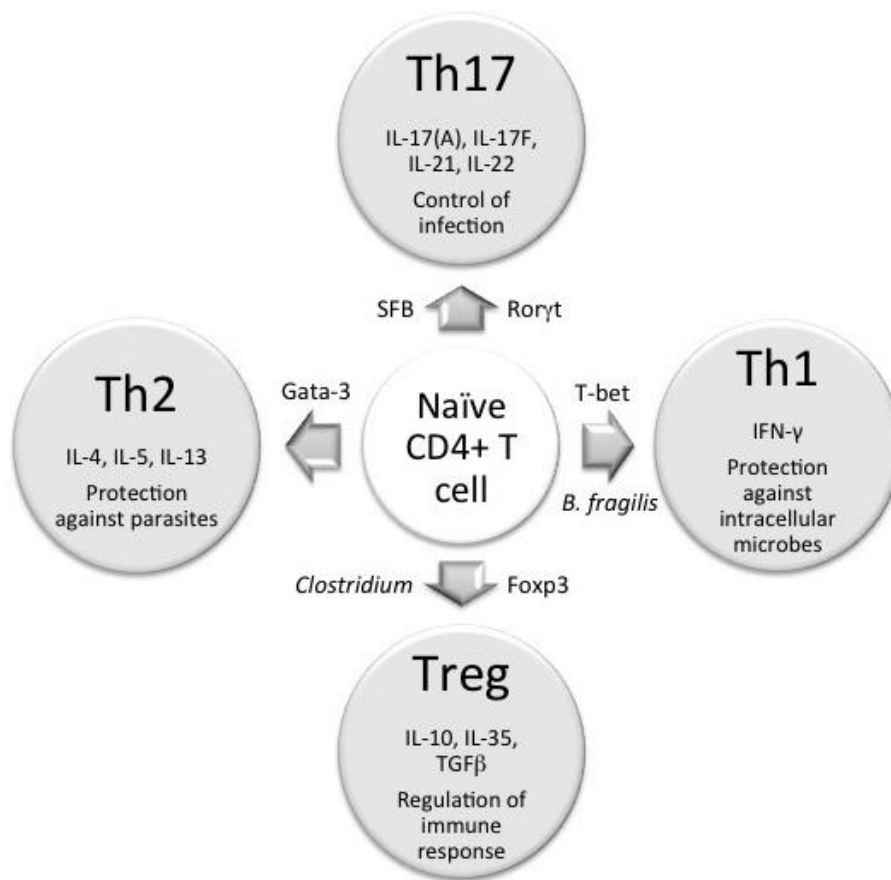 Th17
IL-17(A), IL-17F,
IL-21, IL-22
Control of
infection
SFB
Rorγt
Th2
IL-4, IL-5, IL-13
Protection
against parasites
Gata-3
Naïve
CD4+ T
cell
T-bet
B. fragilis
Th1
IFN-γ
Protection
against
intracellular
microbes
Clostridium
Foxp3
Treg
IL-10, IL-35,
TGFβ
Regulation of
immune
response